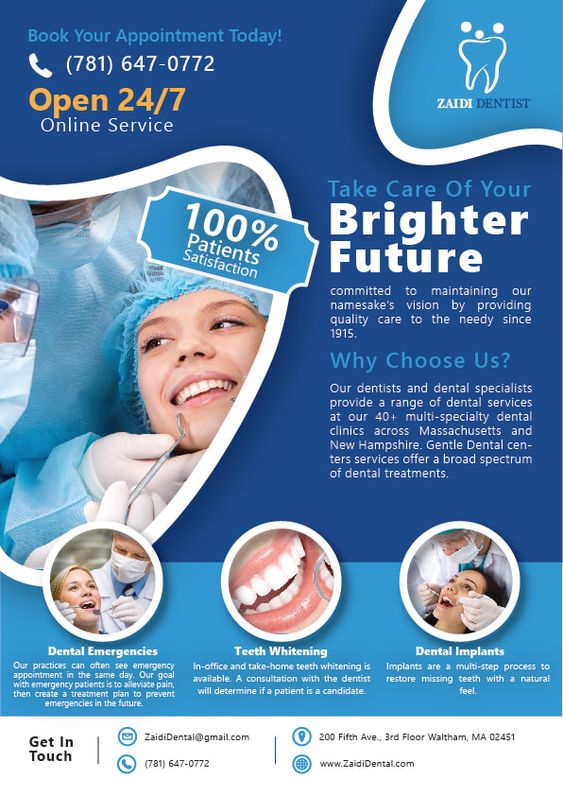 Book Your Appointment Today!
(781) 647-0772
Open 24/7
Online Service
ZAIDI DENTIST
100%
Patients
Satisfaction
Take Care Of Your
Brighter
Future
committed to maintaining our
namesake's vision by providing
quality care to the needy since
1915.
Why Choose Us?
Our dentists and dental specialists
provide a range of dental services
at our 40+ multi-specialty dental
clinics across Massachusetts and
New Hampshire. Gentle Dental cen-
ters services offer a broad spectrum
of dental treatments.
Dental Emergencies
Our practices can often see emergency
appointment in the same day. Our goal
with emergency patients is to alleviate pain,
then create a treatment plan to prevent
emergencies in the future.
Teeth Whitening
In-office and take-home teeth whitening is
available. A consultation with the dentist
will determine if a patient is a candidate.
Dental Implants
Implants are a multi-step process to
restore missing teeth with a natural
feel.
Get In
Touch
ZaidiDental@gmail.com
(781) 647-0772
200 Fifth Ave., 3rd Floor Waltham, MA 02451
www.ZaidiDental.com